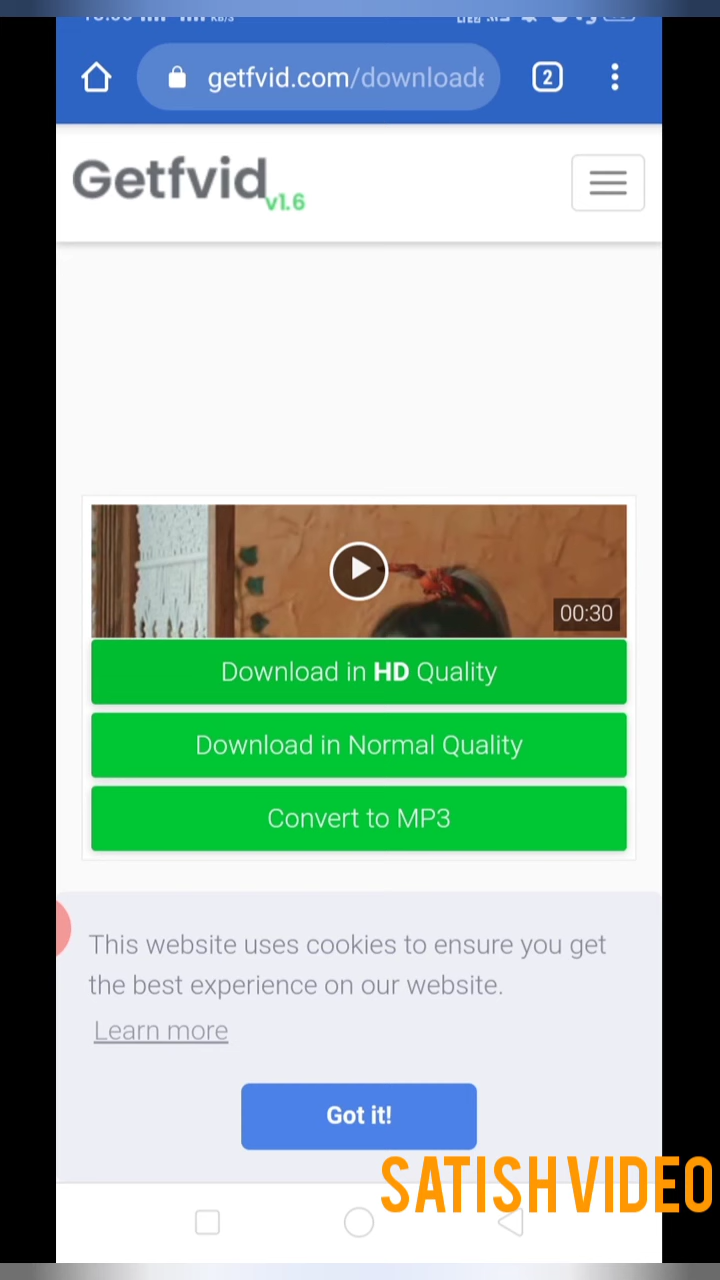 2
getfvid.com/downloade
Getfvid
v1.6
00:30
Download in HD Quality
Download in Normal Quality
Convert to MP3
This website uses cookies to ensure you get
the best experience on our website.
Learn more
Got it!
SATISH VIDEO